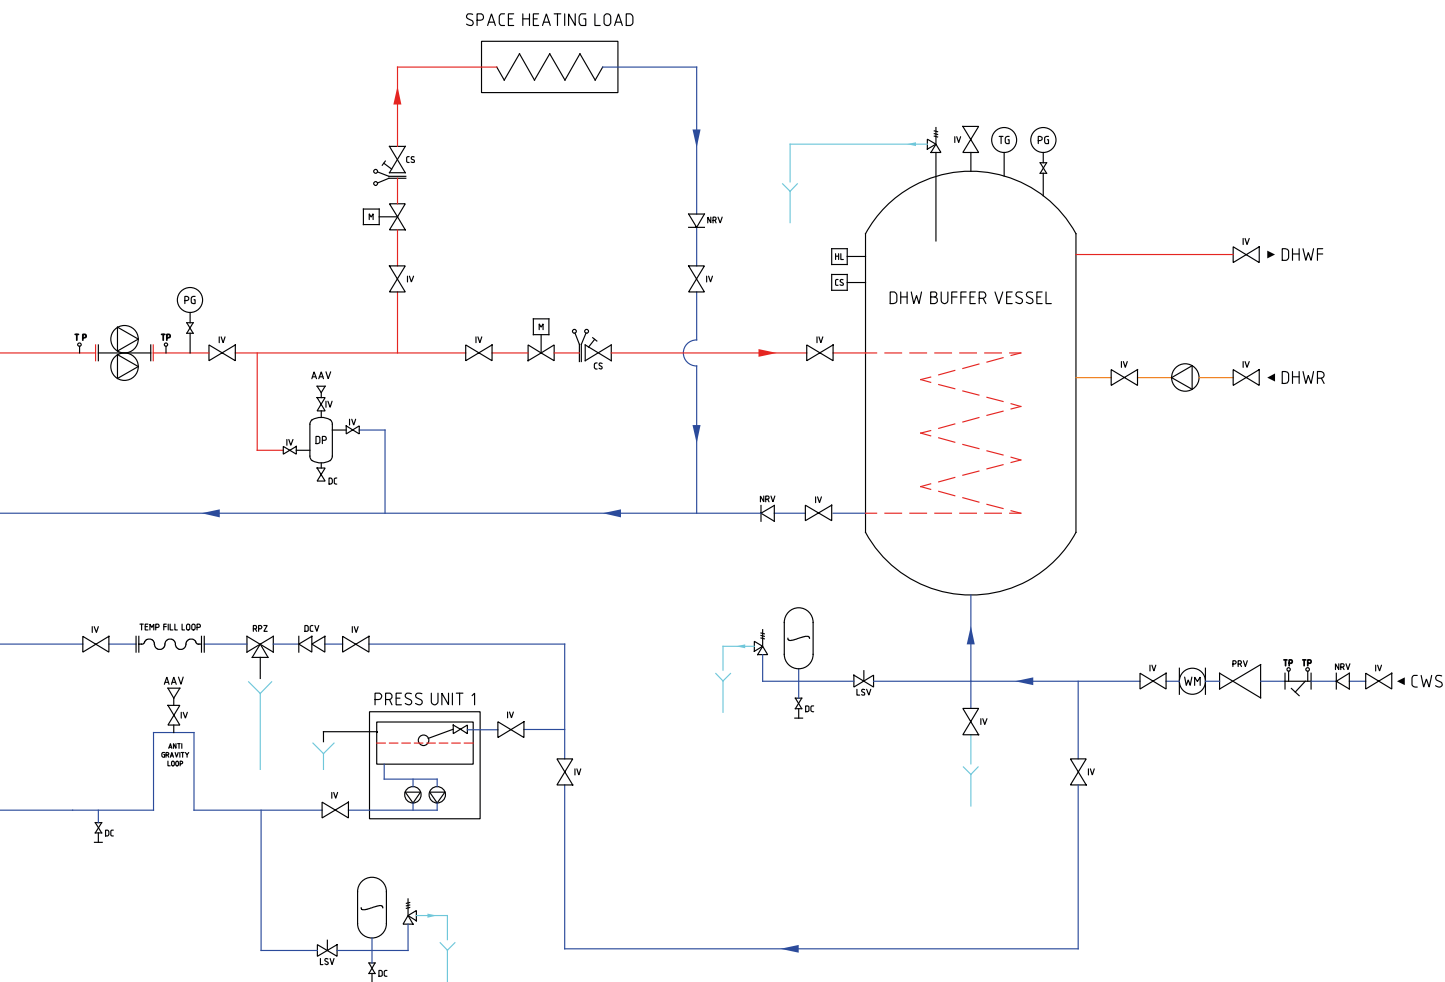 SPACE HEATING LOAD
IV
TG
PG
CS
M
NRV
HL
IV
DHWF
CS
IV
IV
DHW BUFFER VESSEL
PG
TP
TP
IV
IV
M
CS
IV
IV
IV
DHWR
AAV
IV
IV
IV
DP
DC
NRV
IV
IV
TEMP FILL LOOP
RPZ
DCV
IV
AAV
IV
ANTI
GRAVITY
LOOP
PRESS UNIT 1
IV
IV
IV
DC
LSV
DC
IV
WM
PRV
TP
TP
NRV
IV
CWS
LSV
DC
IV
IV
DC